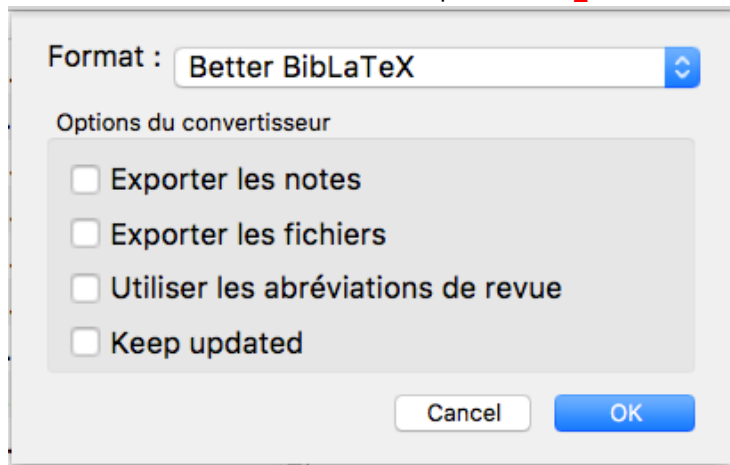 Format : Better BibLaTeX
Options du convertisseur
Exporter les notes
Exporter les fichiers
Utiliser les abréviations de revue
Keep updated
Cancel OK